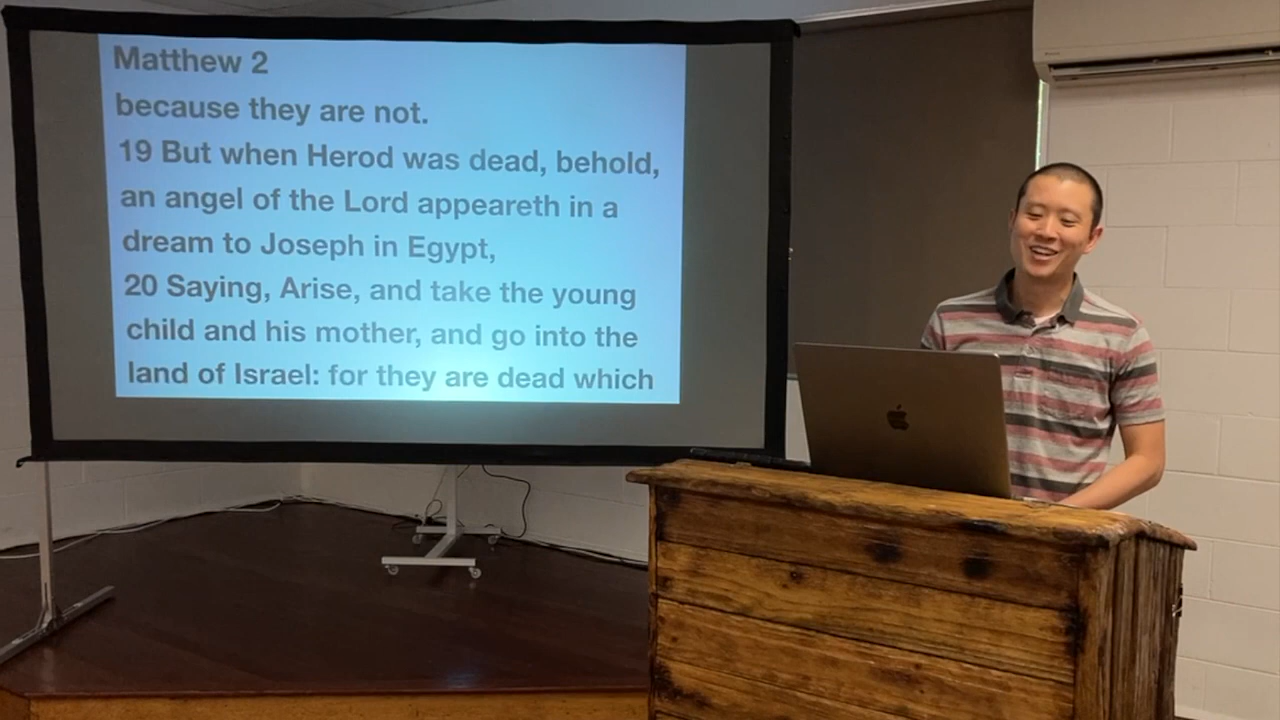 Matthew 2
because they are not.
19 But when Herod was dead, behold,
an angel of the Lord appeareth in a
dream to Joseph in Egypt,
20 Saying, Arise, and take the young
child and his mother, and go into the
land of Israel: for they are dead which